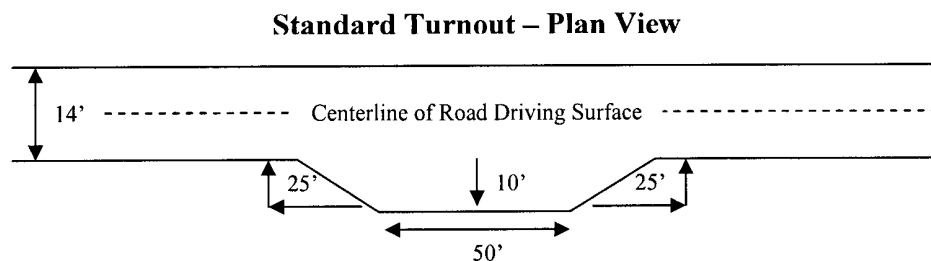 Standard Turnout – Plan View
14'
Centerline of Road Driving Surface
25'
10'
25'
50'